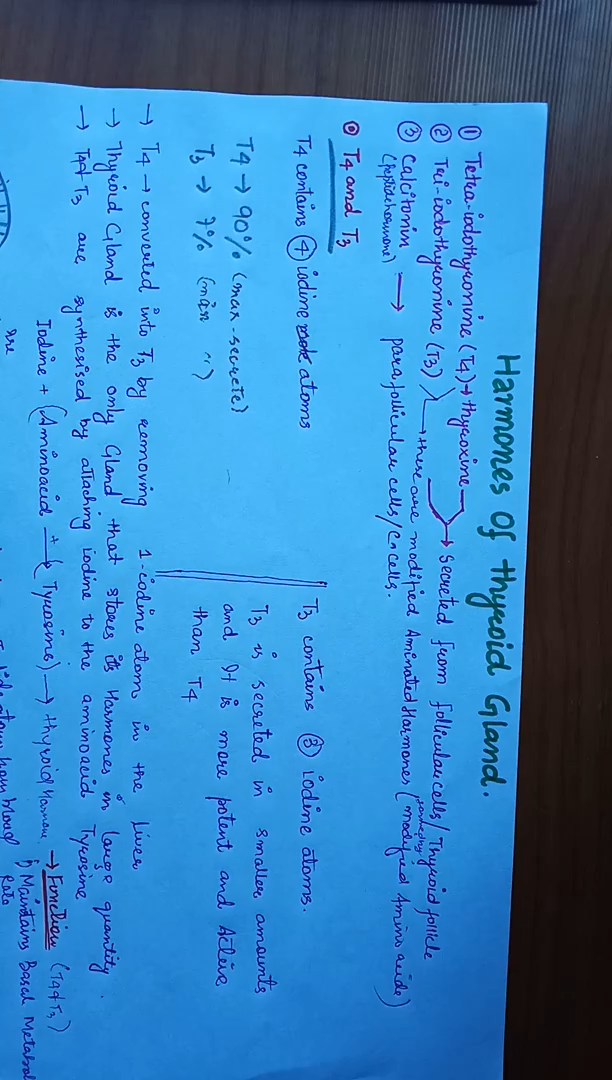 Harmones Of thyroid Gland.
① Tetra-iodothyronine (T4) → thyroxine → secreted from follicular cells/Thyroid follicle
② Tri-iodothyronine (T3) → these are modified Aminated Harmones (modified Amino acids)
③ Calcitonin → parafollicular cells/C-cells.
T4 and T3
T4 contains ④ iodine atoms
T3 contains ③ iodine atoms.
T4 → 90% (max-secrete)
T3 → 7% (min ")
T3 is secreted in smaller amounts
and It is more potent and Active
than T4
→ T4 → converted into T3 by removing 1-iodine atom in the liver
→ Thyroid Gland is the only Gland that stores its Harmones in large quantity.
→ T4 & T3 are synthesised by attaching iodine to the aminoacid Tyrosine
Iodine + (Aminoacid → (Tyrosine) → thyroid Harmone → Function (T4 & T3)
i) Maintains Basal Metabol
Rate
from blood